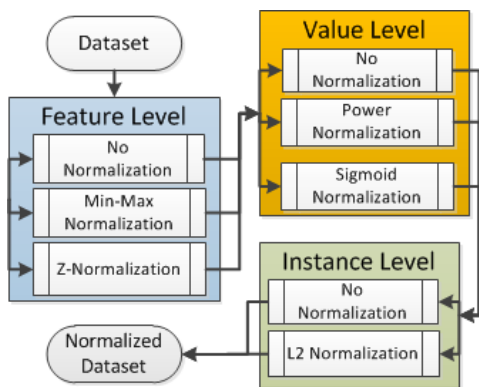 Dataset
Feature Level
No
Normalization
Min-Max
Normalization
Z-Normalization
Value Level
No
Normalization
Power
Normalization
Sigmoid
Normalization
Instance Level
No
Normalization
L2 Normalization
Normalized
Dataset